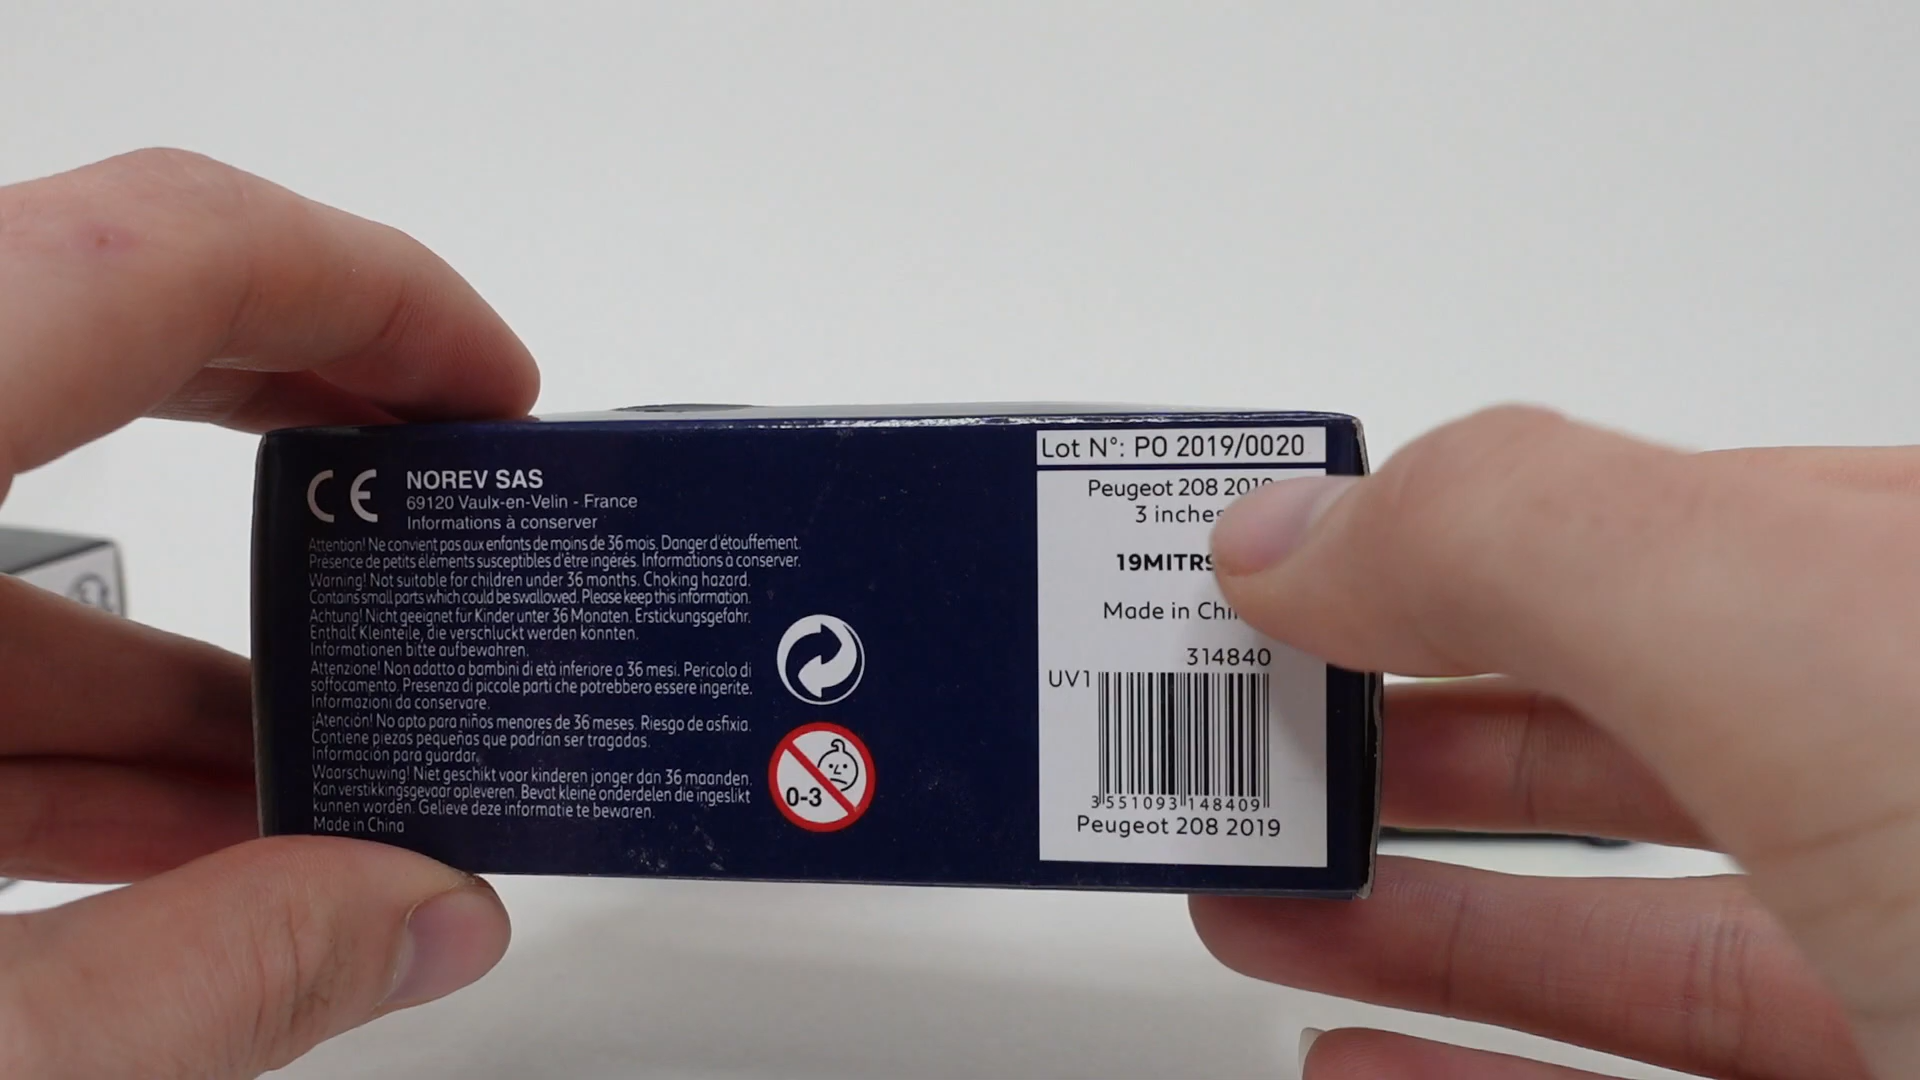 CE
NOREV SAS
69120 Vaulx-en-Velin - France
Informations à conserver
Attention! Ne convient pas aux enfants de moins de 36 mois. Danger d'étouffement.
Présence de petits éléments susceptibles d'être ingérés. Informations à conserver.
Warning! Not suitable for children under 36 months. Choking hazard.
Contains small parts which could be swallowed. Please keep this information.
Achtung! Nicht geeignet für Kinder unter 36 Monaten. Erstickungsgefahr.
Enthält Kleinteile, die verschluckt werden könnten.
Informationen bitte aufbewahren.
Attenzione! Non adatto a bambini di età inferiore a 36 mesi. Pericolo di
soffocamento. Presenza di piccole parti che potrebbero essere ingerite.
Informazioni da conservare.
¡Atención! No apto para niños menores de 36 meses. Riesgo de asfixia.
Contiene piezas pequeñas que podrían ser tragadas.
Información para guardar.
Waarschuwing! Niet geschikt voor kinderen jonger dan 36 maanden.
Kan verstikkingsgevaar opleveren. Bevat kleine onderdelen die ingeslikt
kunnen worden. Gelieve deze informatie te bewaren.
Made in China
0-3
Lot N°: PO 2019/0020
Peugeot 208 2019
3 inches
Made in
314840
UV1
3 551093 148409
Peugeot 208 2019